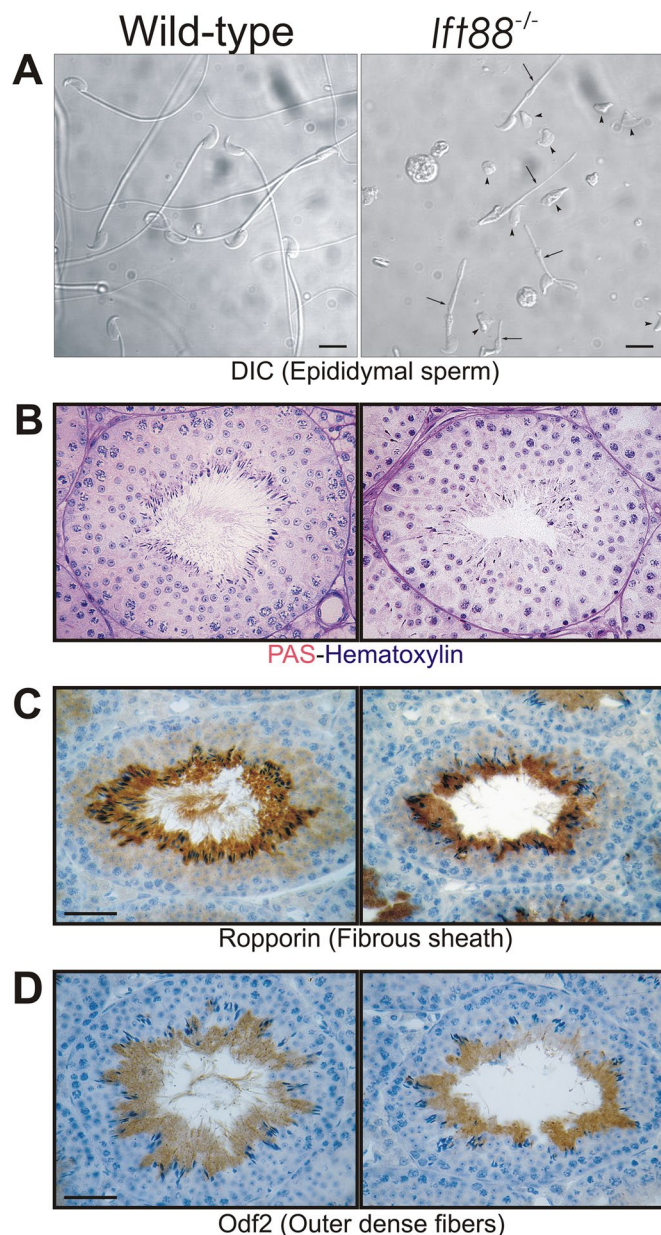 Wild-type
Ift88-/-
A
DIC (Epididymal sperm)
B
PAS-Hematoxylin
C
Ropporin (Fibrous sheath)
D
Odf2 (Outer dense fibers)